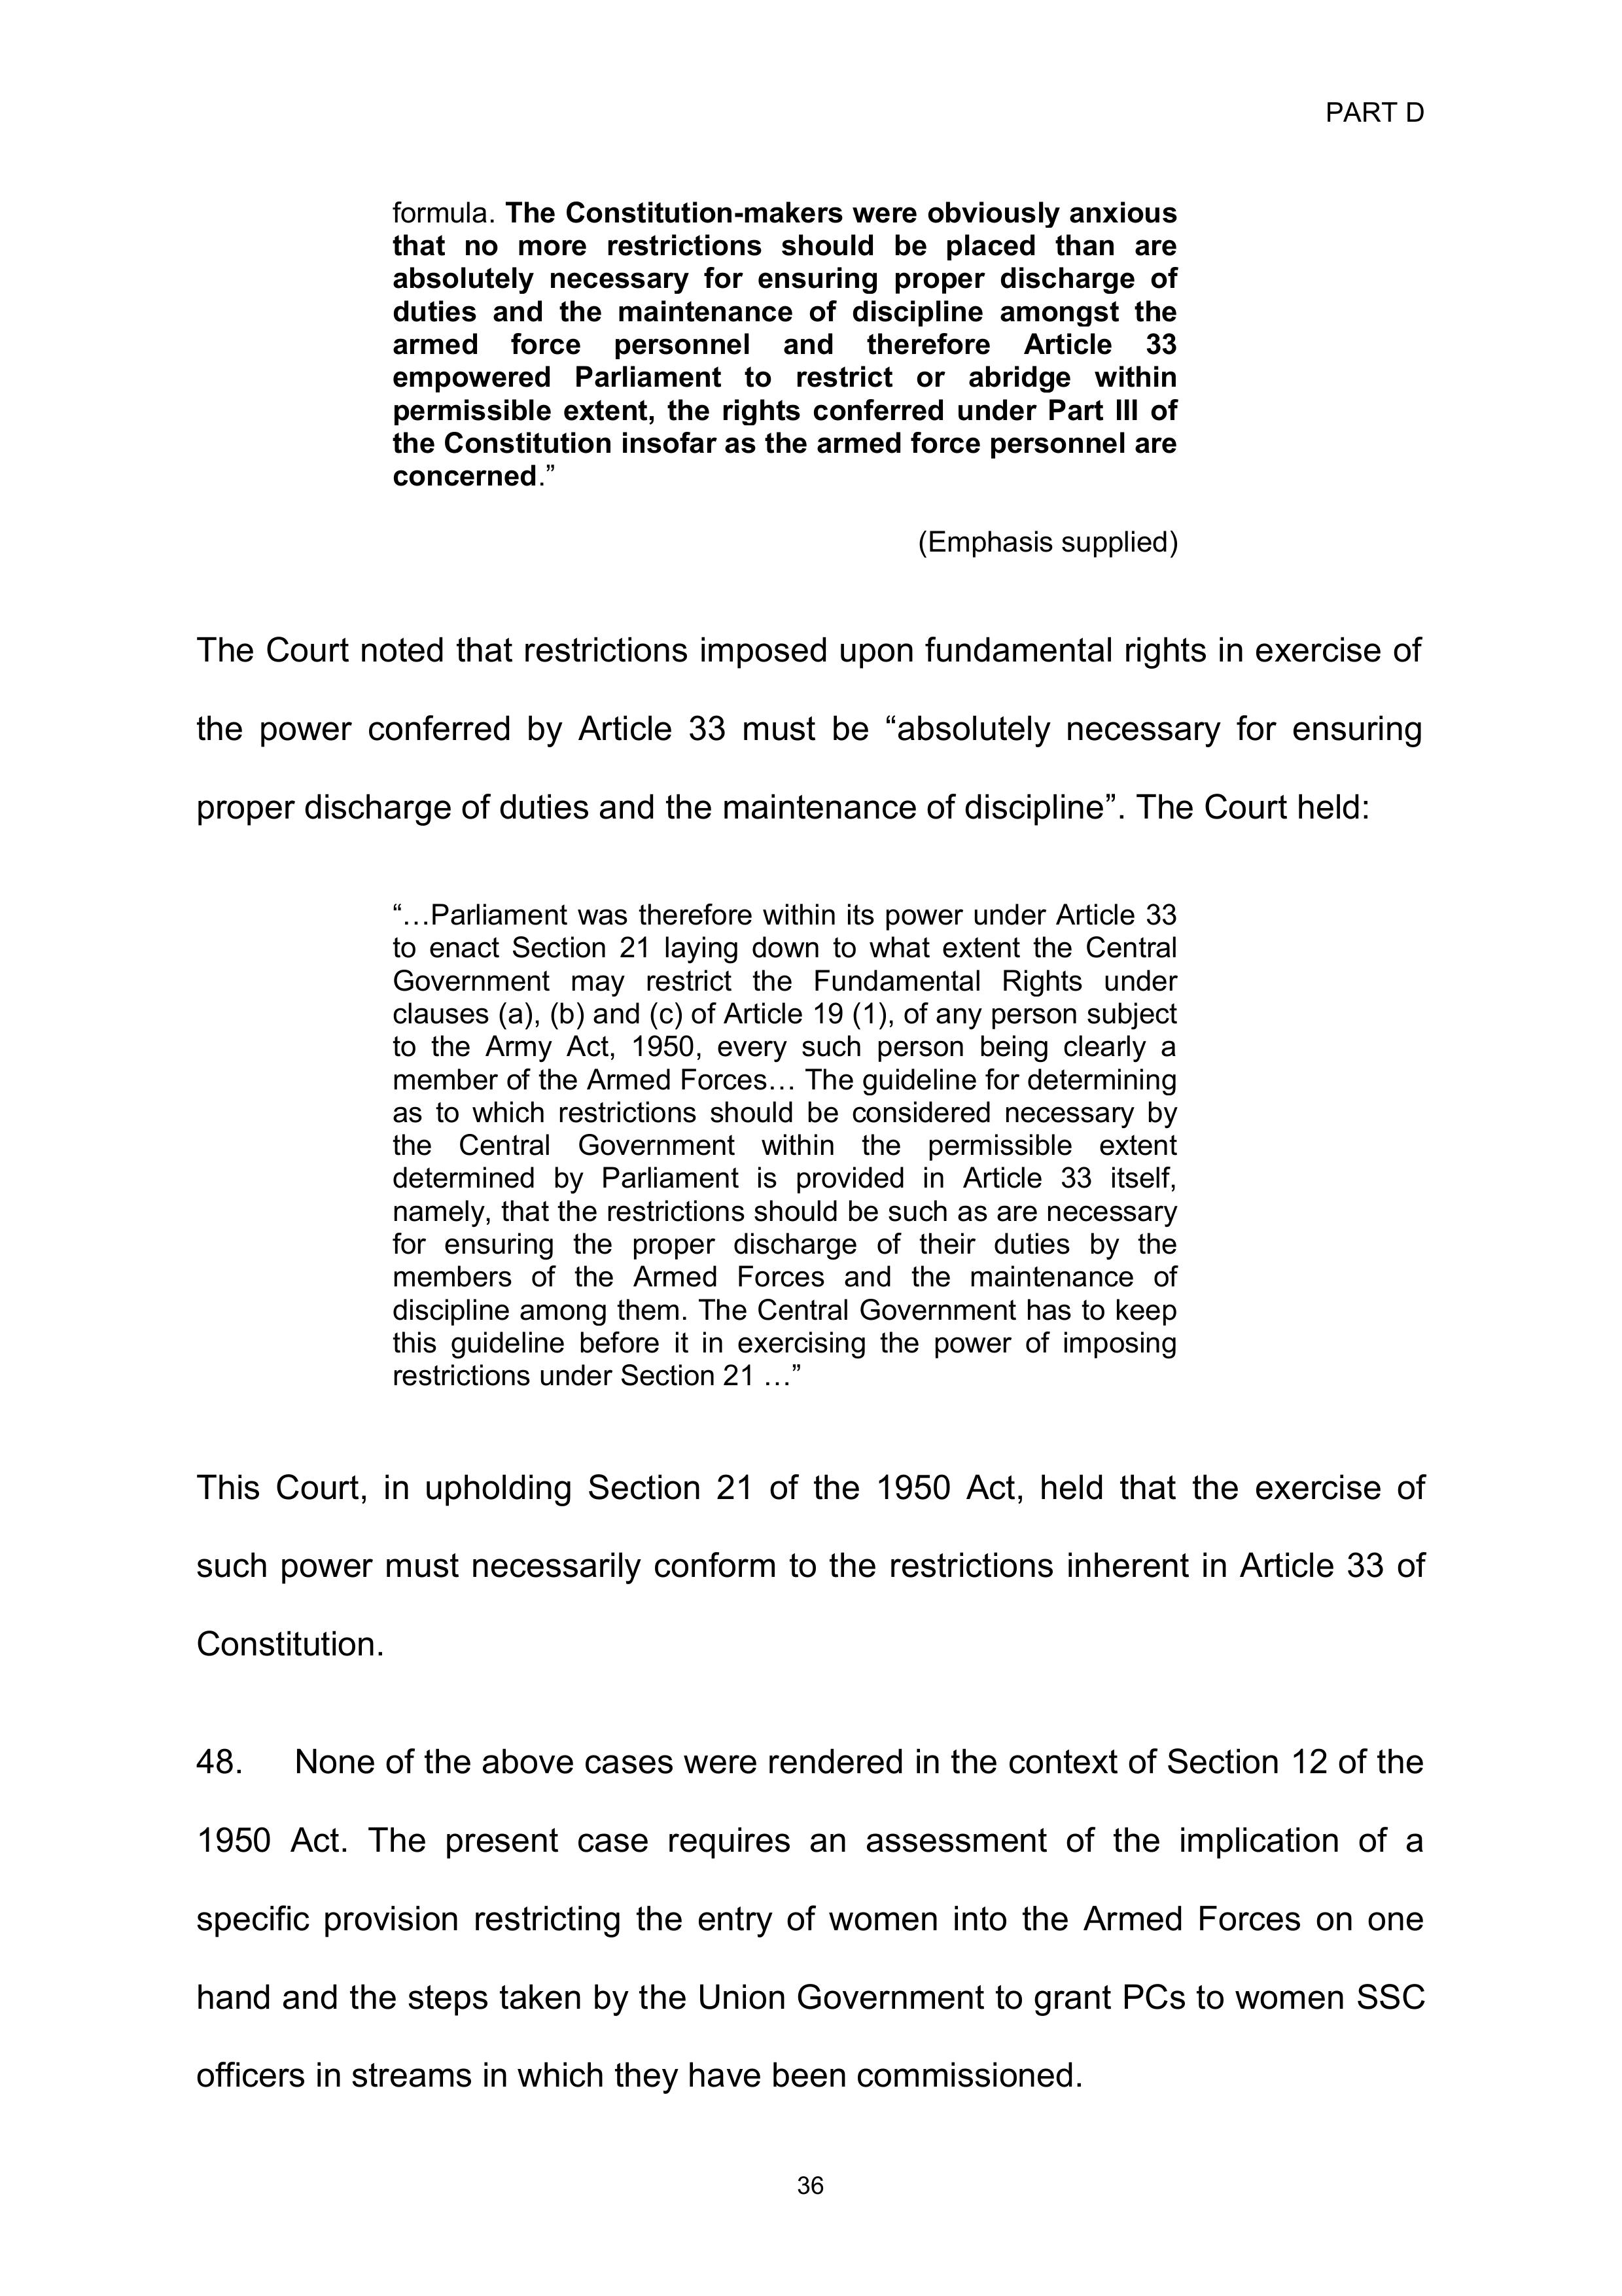 PART D
formula. The Constitution-makers were obviously anxious
that no more restrictions should be placed than are
absolutely necessary for ensuring proper discharge of
duties and the maintenance of discipline amongst the
armed force personnel and therefore Article 33
empowered Parliament to restrict or abridge within
permissible extent, the rights conferred under Part III of
the Constitution insofar as the armed force personnel are
concerned.”
(Emphasis supplied)
The Court noted that restrictions imposed upon fundamental rights in exercise of
the power conferred by Article 33 must be “absolutely necessary for ensuring
proper discharge of duties and the maintenance of discipline”. The Court held:
“…Parliament was therefore within its power under Article 33
to enact Section 21 laying down to what extent the Central
Government may restrict the Fundamental Rights under
clauses (a), (b) and (c) of Article 19 (1), of any person subject
to the Army Act, 1950, every such person being clearly a
member of the Armed Forces… The guideline for determining
as to which restrictions should be considered necessary by
the Central Government within the permissible extent
determined by Parliament is provided in Article 33 itself,
namely, that the restrictions should be such as are necessary
for ensuring the proper discharge of their duties by the
members of the Armed Forces and the maintenance of
discipline among them. The Central Government has to keep
this guideline before it in exercising the power of imposing
restrictions under Section 21 …”
This Court, in upholding Section 21 of the 1950 Act, held that the exercise of
such power must necessarily conform to the restrictions inherent in Article 33 of
Constitution.
48. None of the above cases were rendered in the context of Section 12 of the
1950 Act. The present case requires an assessment of the implication of a
specific provision restricting the entry of women into the Armed Forces on one
hand and the steps taken by the Union Government to grant PCs to women SSC
officers in streams in which they have been commissioned.
36